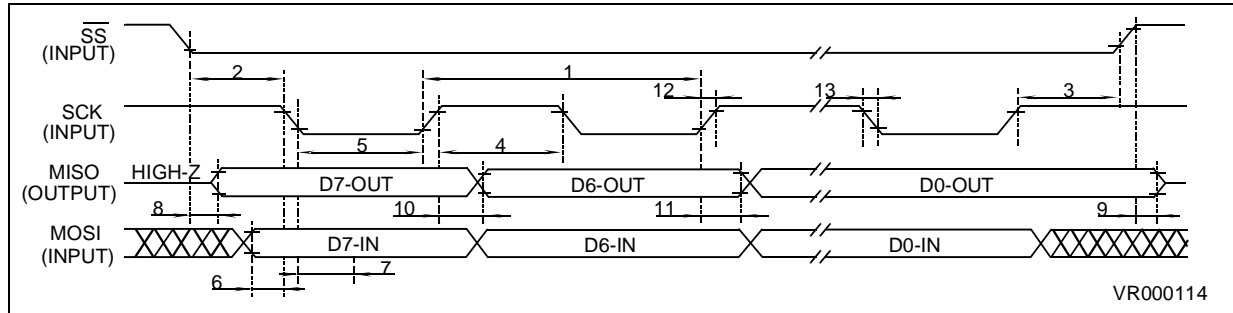 SS
(INPUT)
2
1
12
13
3
SCK
(INPUT)
5
4
MISO
(OUTPUT)
HIGH-Z
D7-OUT
D6-OUT
D0-OUT
8
10
11
9
MOSI
(INPUT)
D7-IN
D6-IN
D0-IN
7
6
VR000114